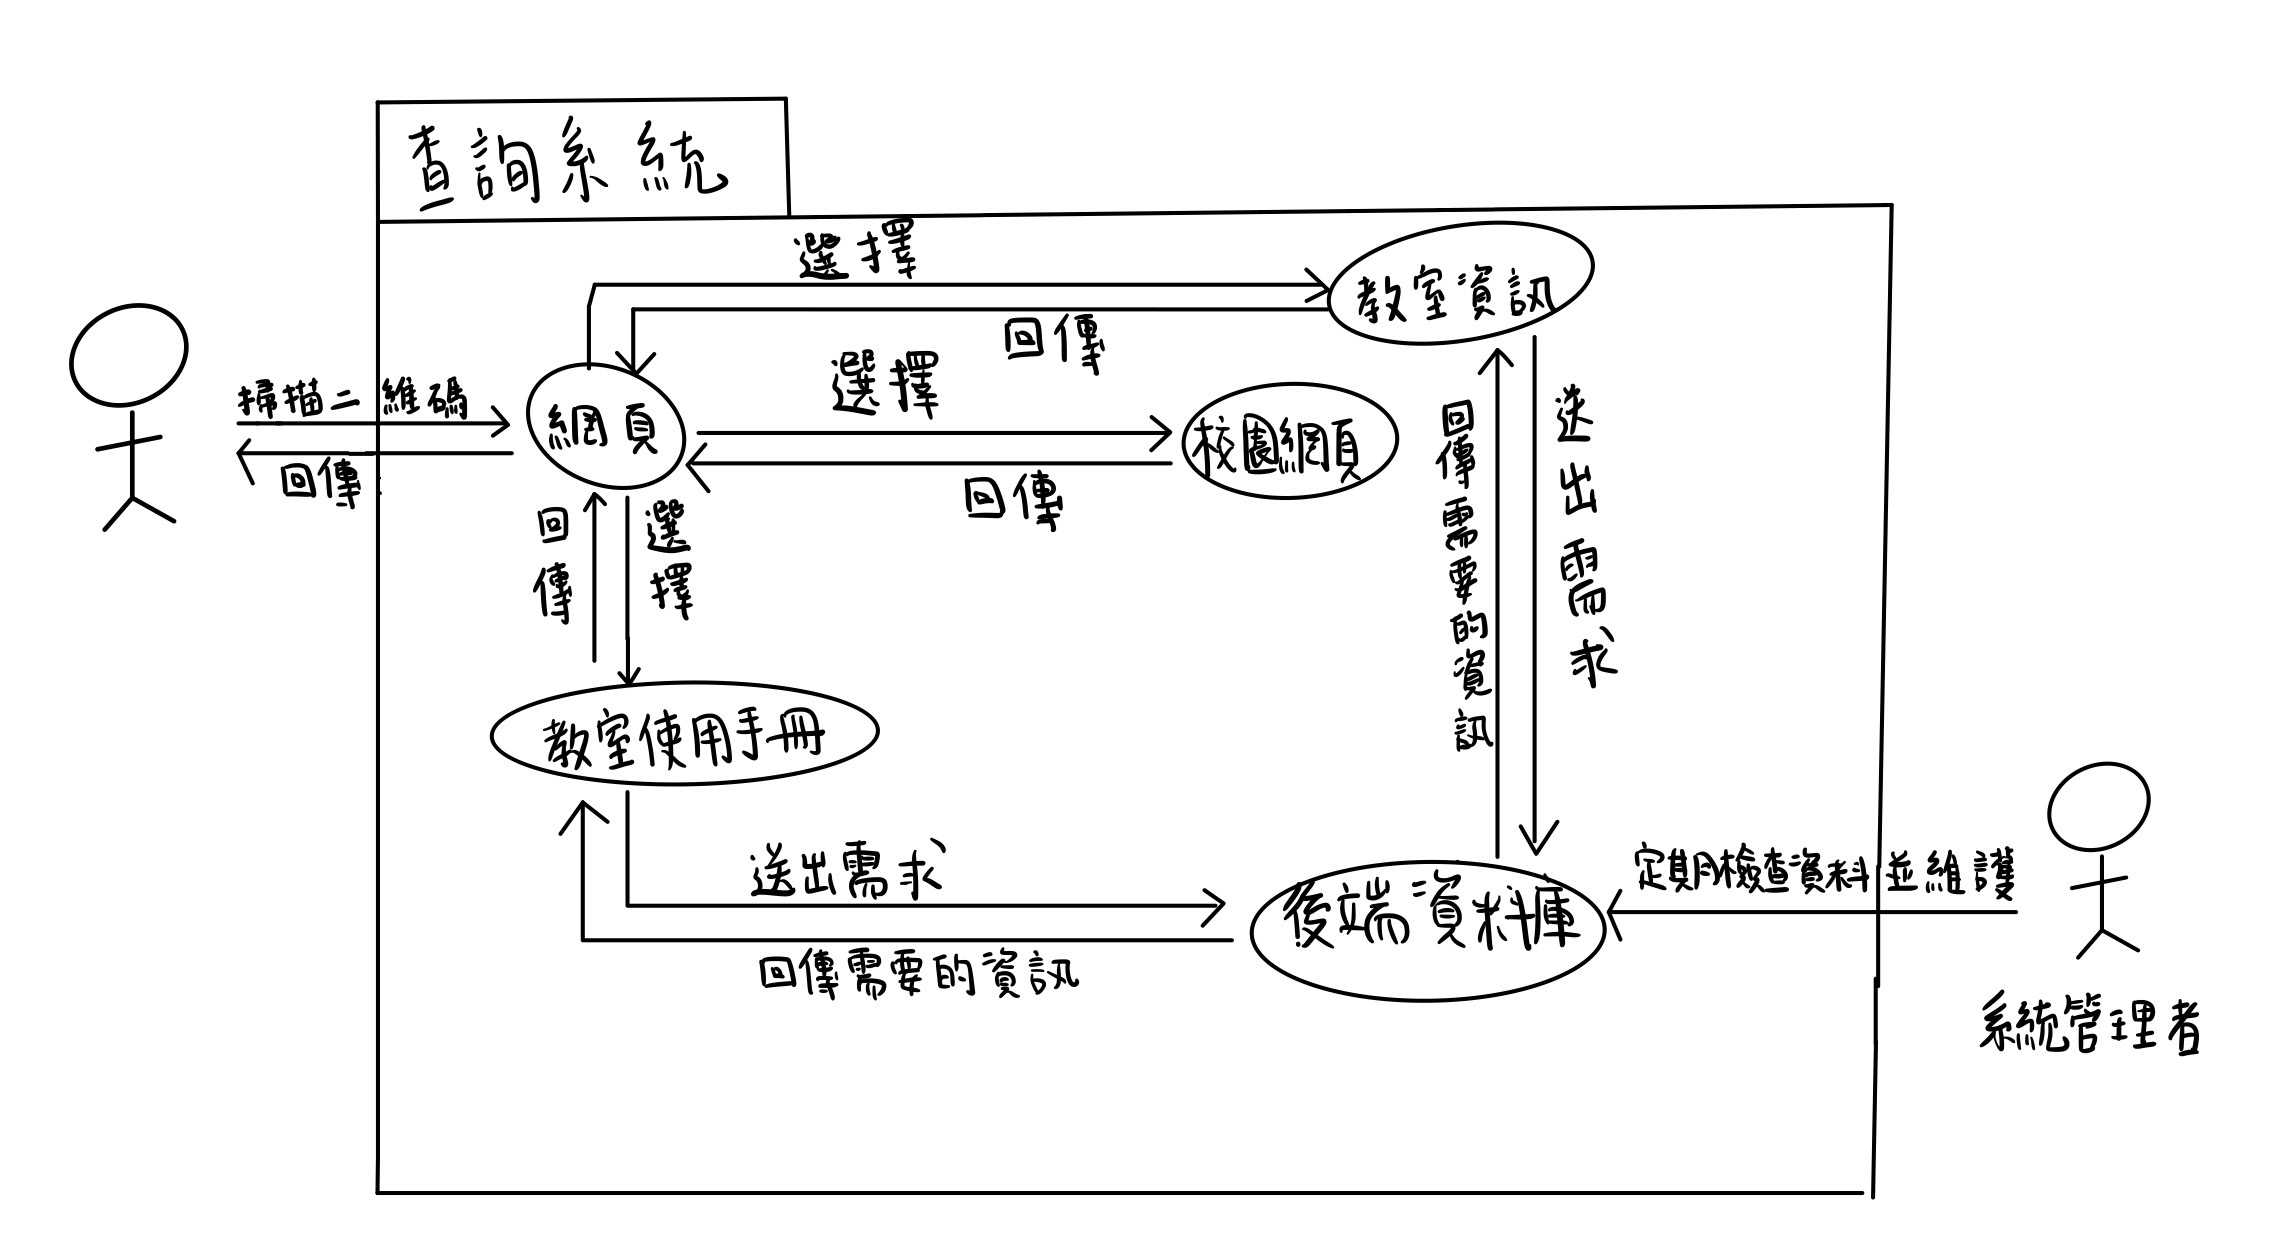 查詢系統
選擇
教室資訊
回傳
選擇
掃描二維碼
網頁
校園網頁
回傳
回傳
回傳
選擇
回傳需要的資訊
送出需求
教室使用手冊
送出需求
定期檢查資料並維護
後端資料庫
回傳需要的資訊
系統管理者